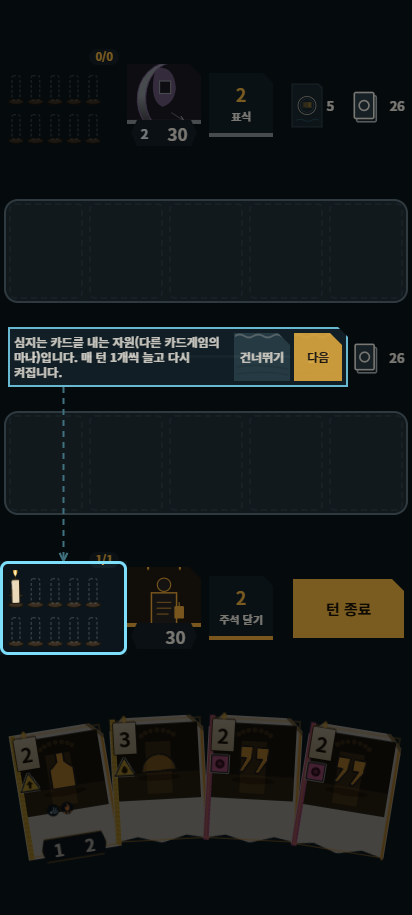 0/0
2
표식
5
26
2 30
심지는 카드를 내는 자원(다른 카드게임의
마나)입니다. 매 턴 1개씩 늘고 다시
켜집니다.
건너뛰기
다음
26
1/1
2
주석 달기
30
턴 종료
2
3
2
2
1 2